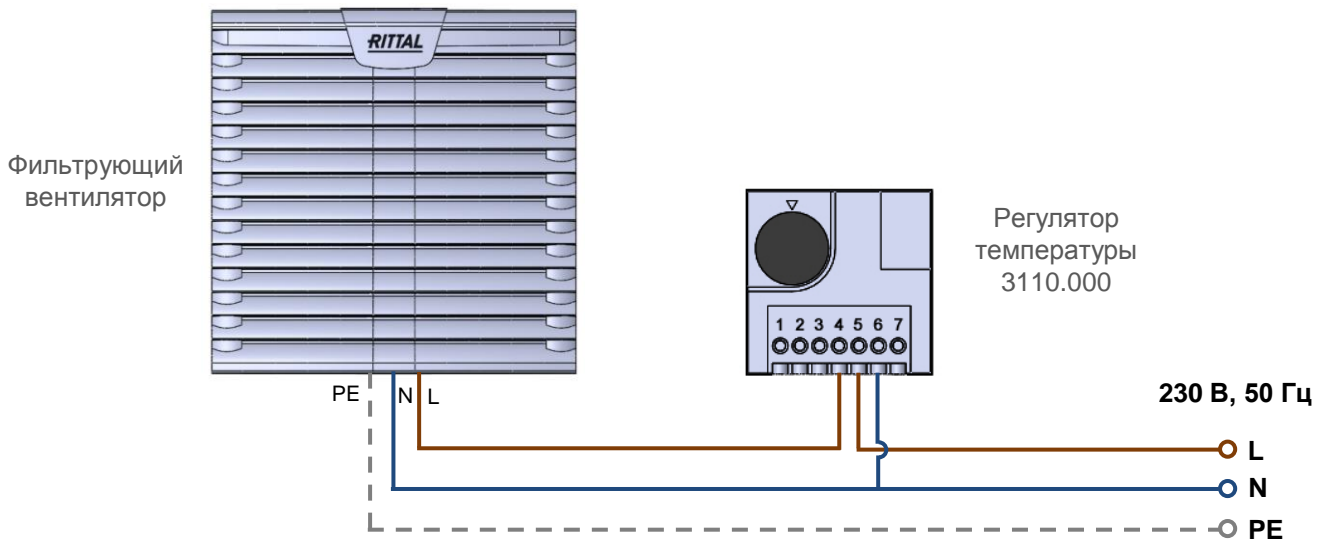 RITTAL
Фильтрующий
вентилятор
Регулятор
температуры
3110.000
1 2 3 4 5 6 7
PE N L
230 В, 50 Гц
L
N
PE